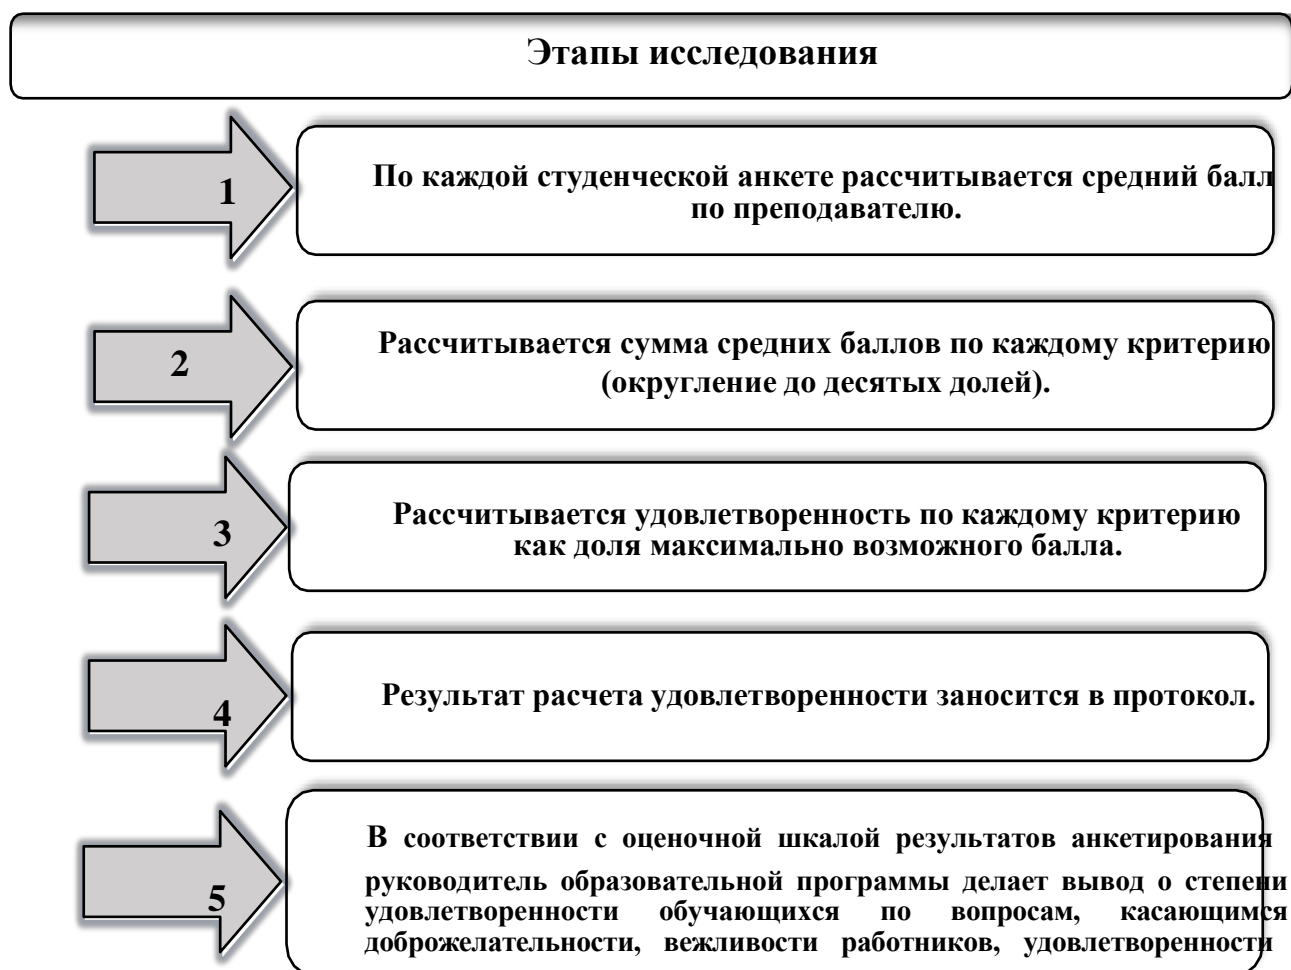 Этапы исследования
1
По каждой студенческой анкете рассчитывается средний балл
по преподавателю.
2
Рассчитывается сумма средних баллов по каждому критерию
(округление до десятых долей).
3
Рассчитывается удовлетворенность по каждому критерию
как доля максимально возможного балла.
4
Результат расчета удовлетворенности заносится в протокол.
5
В соответствии с оценочной шкалой результатов анкетирования
руководитель образовательной программы делает вывод о степени
удовлетворенности обучающихся по вопросам, касающимся
доброжелательности, вежливости работников, удовлетворенности